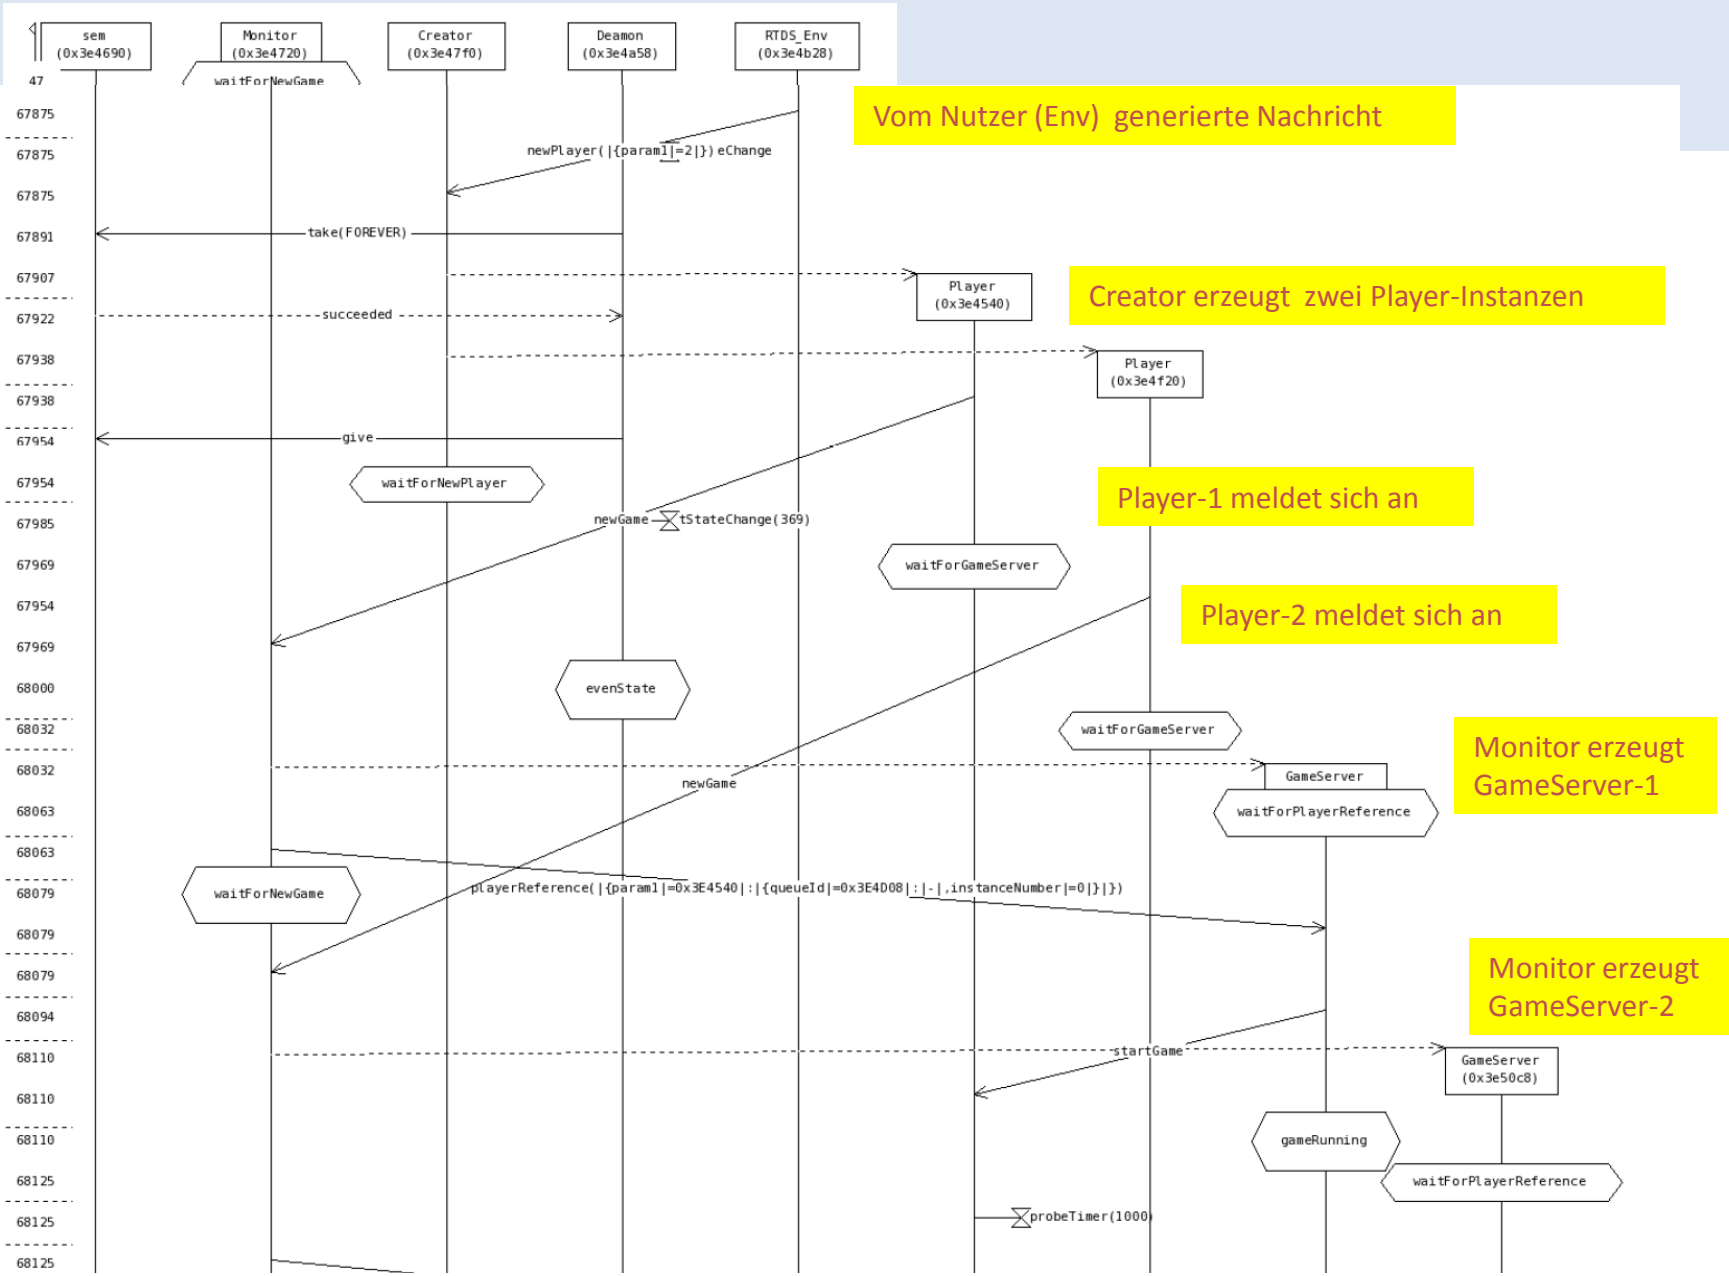 sem
(0x3e4690)
Monitor
(0x3e4720)
Creator
(0x3e47f0)
Deamon
(0x3e4a58)
RTDS_Env
(0x3e4b28)
47
waitForNewGame
67875
Vom Nutzer (Env) generierte Nachricht
67875
newPlayer(|{param1|=2|})eChange
67875
67891
take(FOREVER)
67907
Player
(0x3e4540)
Creator erzeugt zwei Player-Instanzen
67922
succeeded
67938
Player
(0x3e4f20)
67938
67954
give
67954
waitForNewPlayer
Player-1 meldet sich an
67985
newGame
tStateChange(369)
67969
waitForGameServer
67954
Player-2 meldet sich an
67969
68000
evenState
68032
waitForGameServer
Monitor erzeugt
GameServer-1
68032
GameServer
newGame
68063
waitForPlayerReference
68063
68079
waitForNewGame
playerReference(|{param1|=0x3E4540|:|{queueId|=0x3E4D08|:|-|,instanceNumber|=0|}|})
68079
68079
Monitor erzeugt
GameServer-2
68094
68110
startGame
GameServer
(0x3e50c8)
68110
68110
gameRunning
68125
waitForPlayerReference
68125
probeTimer(1000)
68125